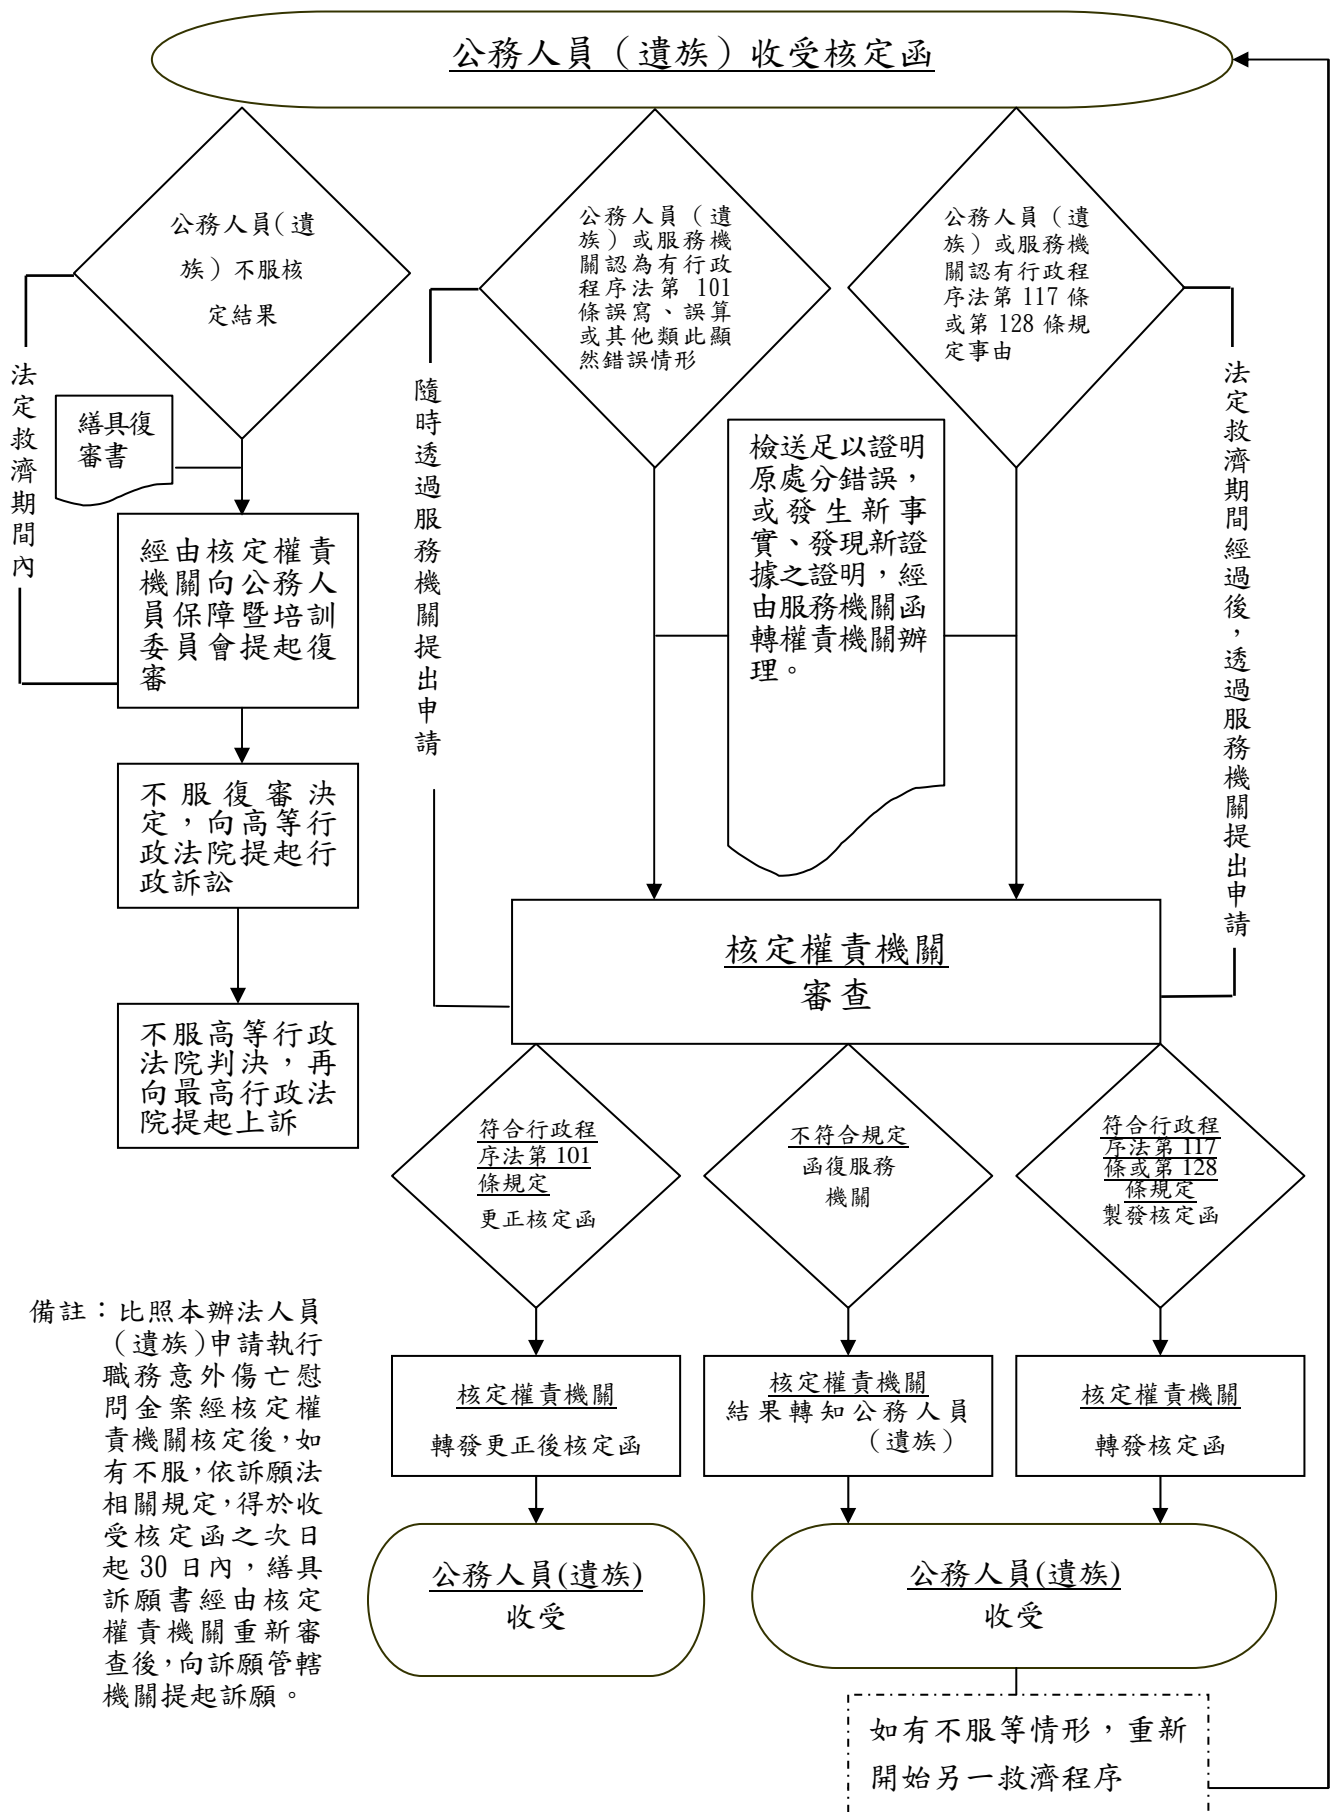 公務人員（遺族）收受核定函
公務人員（遺
族）不服核
定結果
公務人員（遺
族）或服務機
關認為有行政
程序法第 101
條誤寫、誤算
或其他類此顯
然錯誤情形
公務人員（遺
族）或服務機
關認有行政程
序法第 117 條
或第 128 條規
定事由
法定救濟期間內
繕具復
審書
隨時透過服務機關提出申請
檢送足以證明
原處分錯誤，
或發生新事
實、發現新證
據之證明，經
由服務機關函
轉權責機關辦
理。
法定救濟期間經過後，透過服務機關提出申請
經由核定權責
機關向公務人
員保障暨培訓
委員會提起復
審
不服復審決
定，向高等行
政法院提起行
政訴訟
不服高等行政
法院判決，再
向最高行政法
院提起上訴
核定權責機關
審查
符合行政程
序法第 101
條規定
更正核定函
不符合規定
函復服務
機關
符合行政程
序法第 117
條或第 128
條規定
製發核定函
核定權責機關
轉發更正後核定函
核定權責機關
結果轉知公務人員
（遺族）
核定權責機關
轉發核定函
公務人員(遺族)
收受
公務人員(遺族)
收受
如有不服等情形，重新
開始另一救濟程序
備註：比照本辦法人員
（遺族）申請執行
職務意外傷亡慰
問金案經核定權
責機關核定後，如
有不服，依訴願法
相關規定，得於收
受核定函之次日
起 30 日內，繕具
訴願書經由核定
權責機關重新審
查後，向訴願管轄
機關提起訴願。